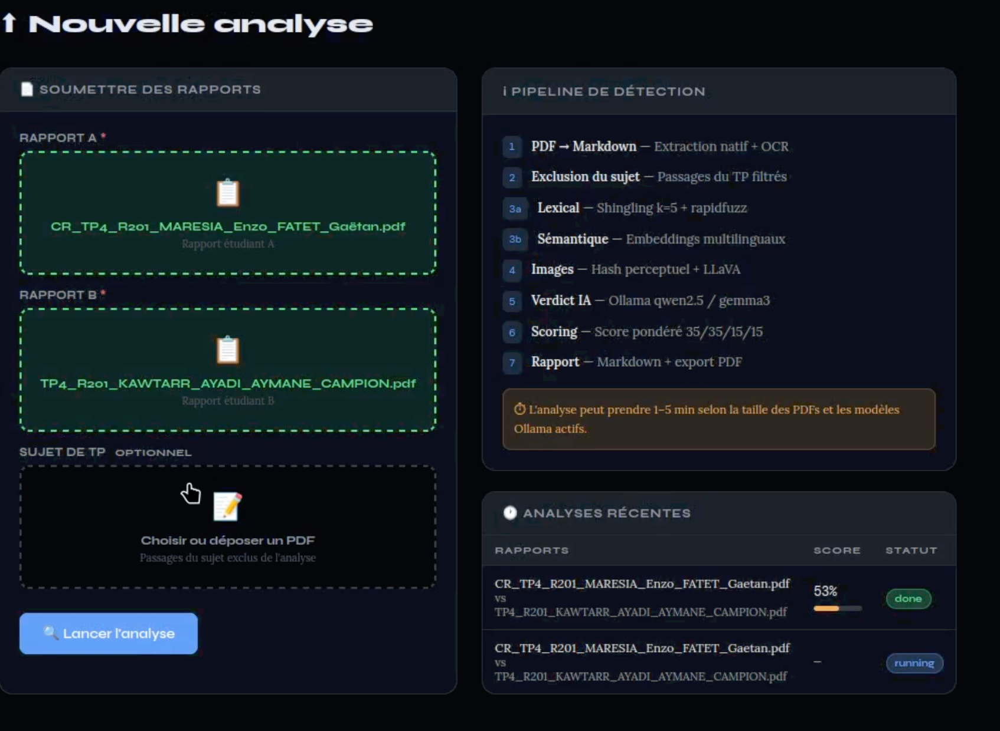 Nouvelle analyse
SOUMETTRE DES RAPPORTS
RAPPORT A *
CR_TP4_R201_MARESIA_Enzo_FATET_Gaëtan.pdf
Rapport étudiant A
RAPPORT B *
TP4_R201_KAWTARR_AYADI_AYMANE_CAMPION.pdf
Rapport étudiant B
SUJET DE TP OPTIONNEL
Choisir ou déposer un PDF
Passages du sujet exclus de l'analyse
Lancer l'analyse
i PIPELINE DE DÉTECTION
1 PDF → Markdown — Extraction natif + OCR
2 Exclusion du sujet — Passages du TP filtrés
3a Lexical — Shingling k=5 + rapidfuzz
3b Sémantique — Embeddings multilinguaux
4 Images — Hash perceptuel + LLaVA
5 Verdict IA — Ollama qwen2.5 / gemma3
6 Scoring — Score pondéré 35/35/15/15
7 Rapport — Markdown + export PDF
L'analyse peut prendre 1–5 min selon la taille des PDFs et les modèles
Ollama actifs.
ANALYSES RÉCENTES
RAPPORTS SCORE STATUT
CR_TP4_R201_MARESIA_Enzo_FATET_Gaetan.pdf
vs
TP4_R201_KAWTARR_AYADI_AYMANE_CAMPION.pdf
53%
done
CR_TP4_R201_MARESIA_Enzo_FATET_Gaetan.pdf
vs
TP4_R201_KAWTARR_AYADI_AYMANE_CAMPION.pdf
—
running